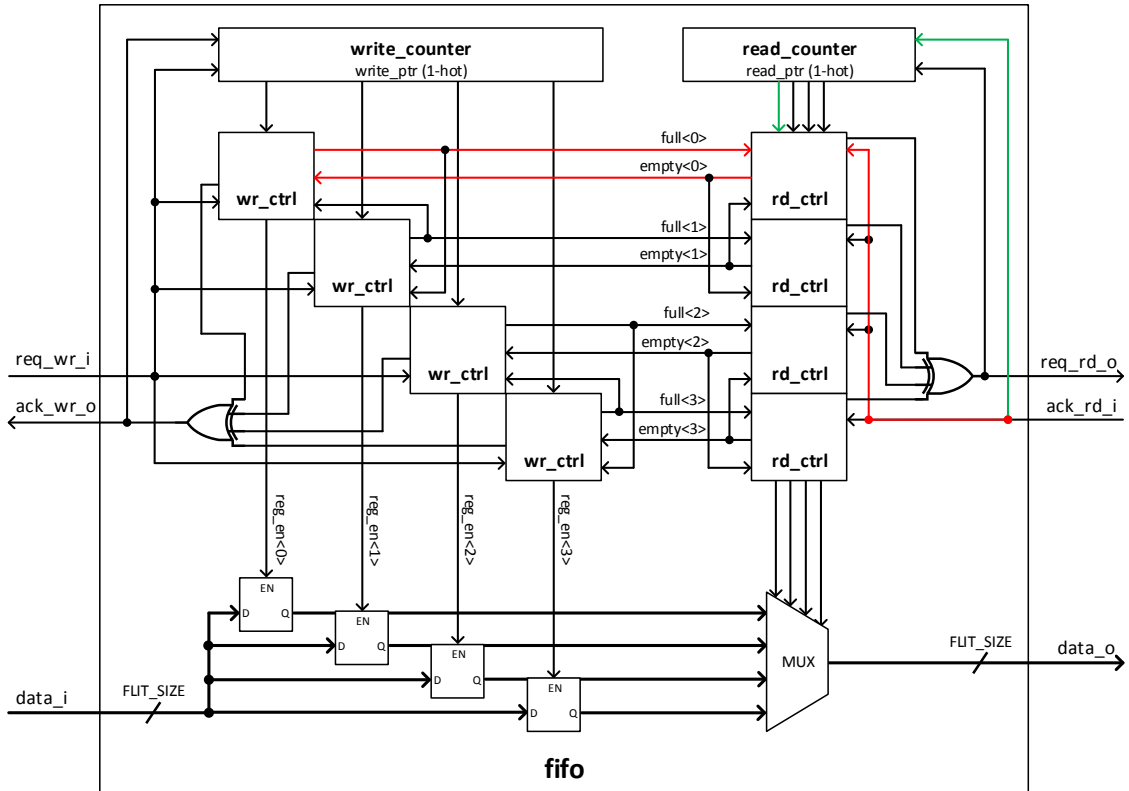 write_counter
write_ptr (1-hot)
read_counter
read_ptr (1-hot)
full<0>
empty<0>
wr_ctrl
rd_ctrl
full<1>
empty<1>
wr_ctrl
rd_ctrl
full<2>
empty<2>
wr_ctrl
rd_ctrl
full<3>
empty<3>
wr_ctrl
rd_ctrl
req_wr_i
ack_wr_o
req_rd_o
ack_rd_i
reg_en<0>
reg_en<1>
reg_en<2>
reg_en<3>
EN
D Q
EN
D Q
EN
D Q
EN
D Q
MUX
FLIT_SIZE
data_o
FLIT_SIZE
data_i
fifo